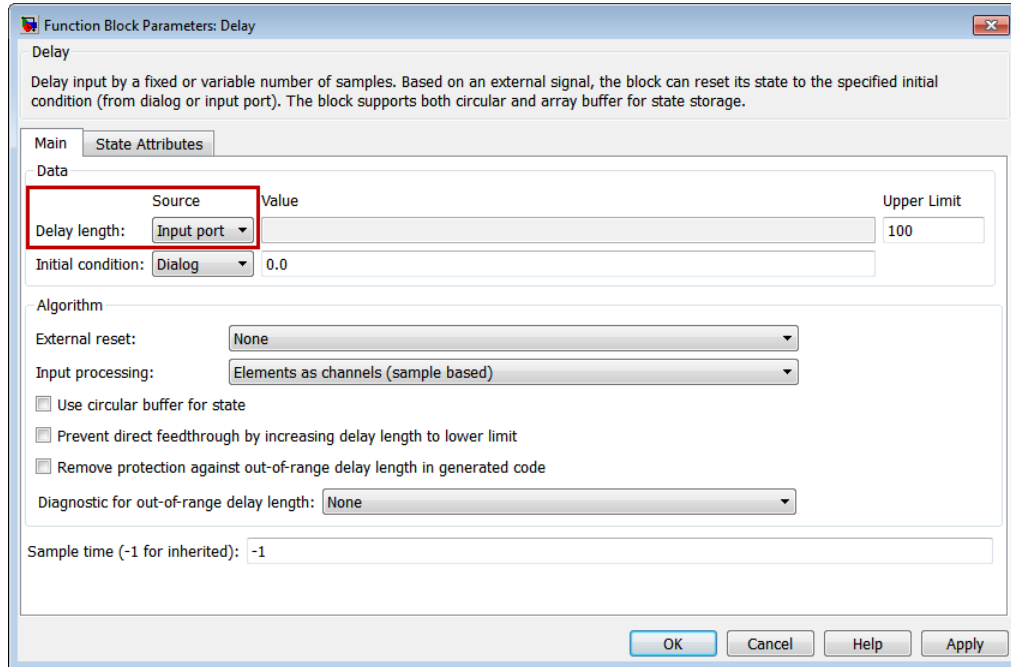 Function Block Parameters: Delay
Delay
Delay input by a fixed or variable number of samples. Based on an external signal, the block can reset its state to the specified initial
condition (from dialog or input port). The block supports both circular and array buffer for state storage.
Main State Attributes
Data
Source Value Upper Limit
Delay length: Input port 100
Initial condition: Dialog 0.0
Algorithm
External reset: None
Input processing: Elements as channels (sample based)
Use circular buffer for state
Prevent direct feedthrough by increasing delay length to lower limit
Remove protection against out-of-range delay length in generated code
Diagnostic for out-of-range delay length: None
Sample time (-1 for inherited): -1
OK Cancel Help Apply